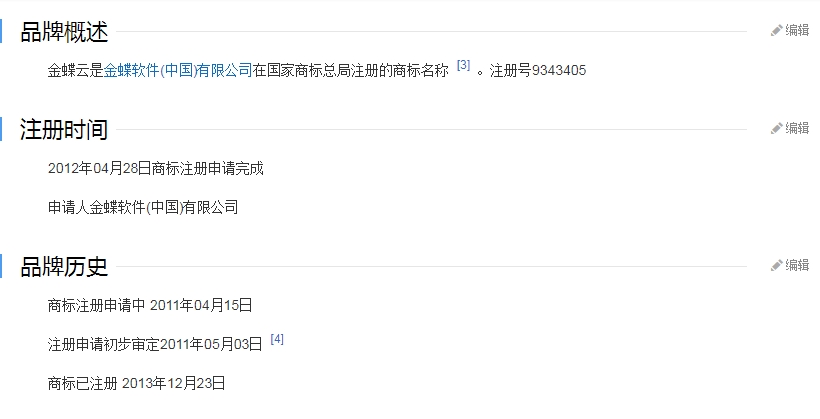 品牌概述
编辑
金蝶云是金蝶软件(中国)有限公司在国家商标总局注册的商标名称 [3] 。注册号9343405
注册时间
编辑
2012年04月28日商标注册申请完成
申请人金蝶软件(中国)有限公司
品牌历史
编辑
商标注册申请中 2011年04月15日
注册申请初步审定2011年05月03日 [4]
商标已注册 2013年12月23日